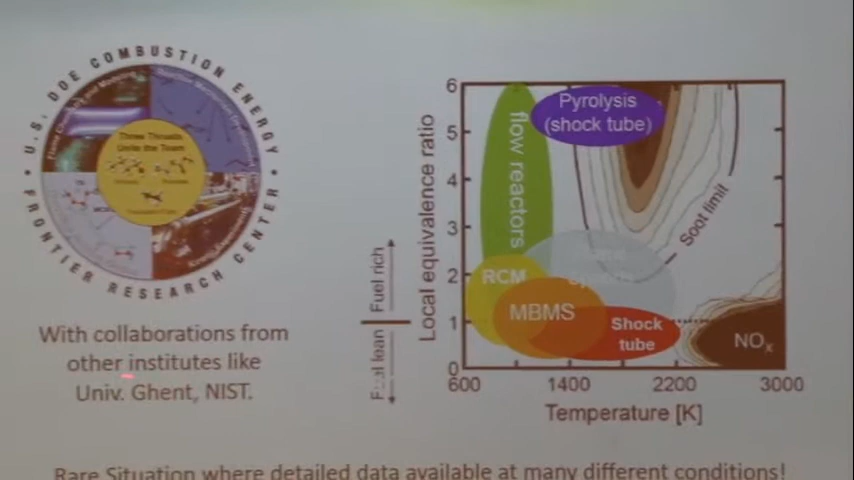 U.S. DOE COMBUSTION ENERGY
FRONTIER RESEARCH CENTER
Three Thrusts
Unite the Team
With collaborations from
other institutes like
Univ. Ghent, NIST.
Local equivalence ratio
Fuel rich
Fuel lean
6
5
4
3
2
1
0
flow reactors
Pyrolysis
(shock tube)
Soot limit
RCM
MBMS
Shock
tube
NOx
600
1400
2200
3000
Temperature [K]
Rare Situation where detailed data available at many different conditions!